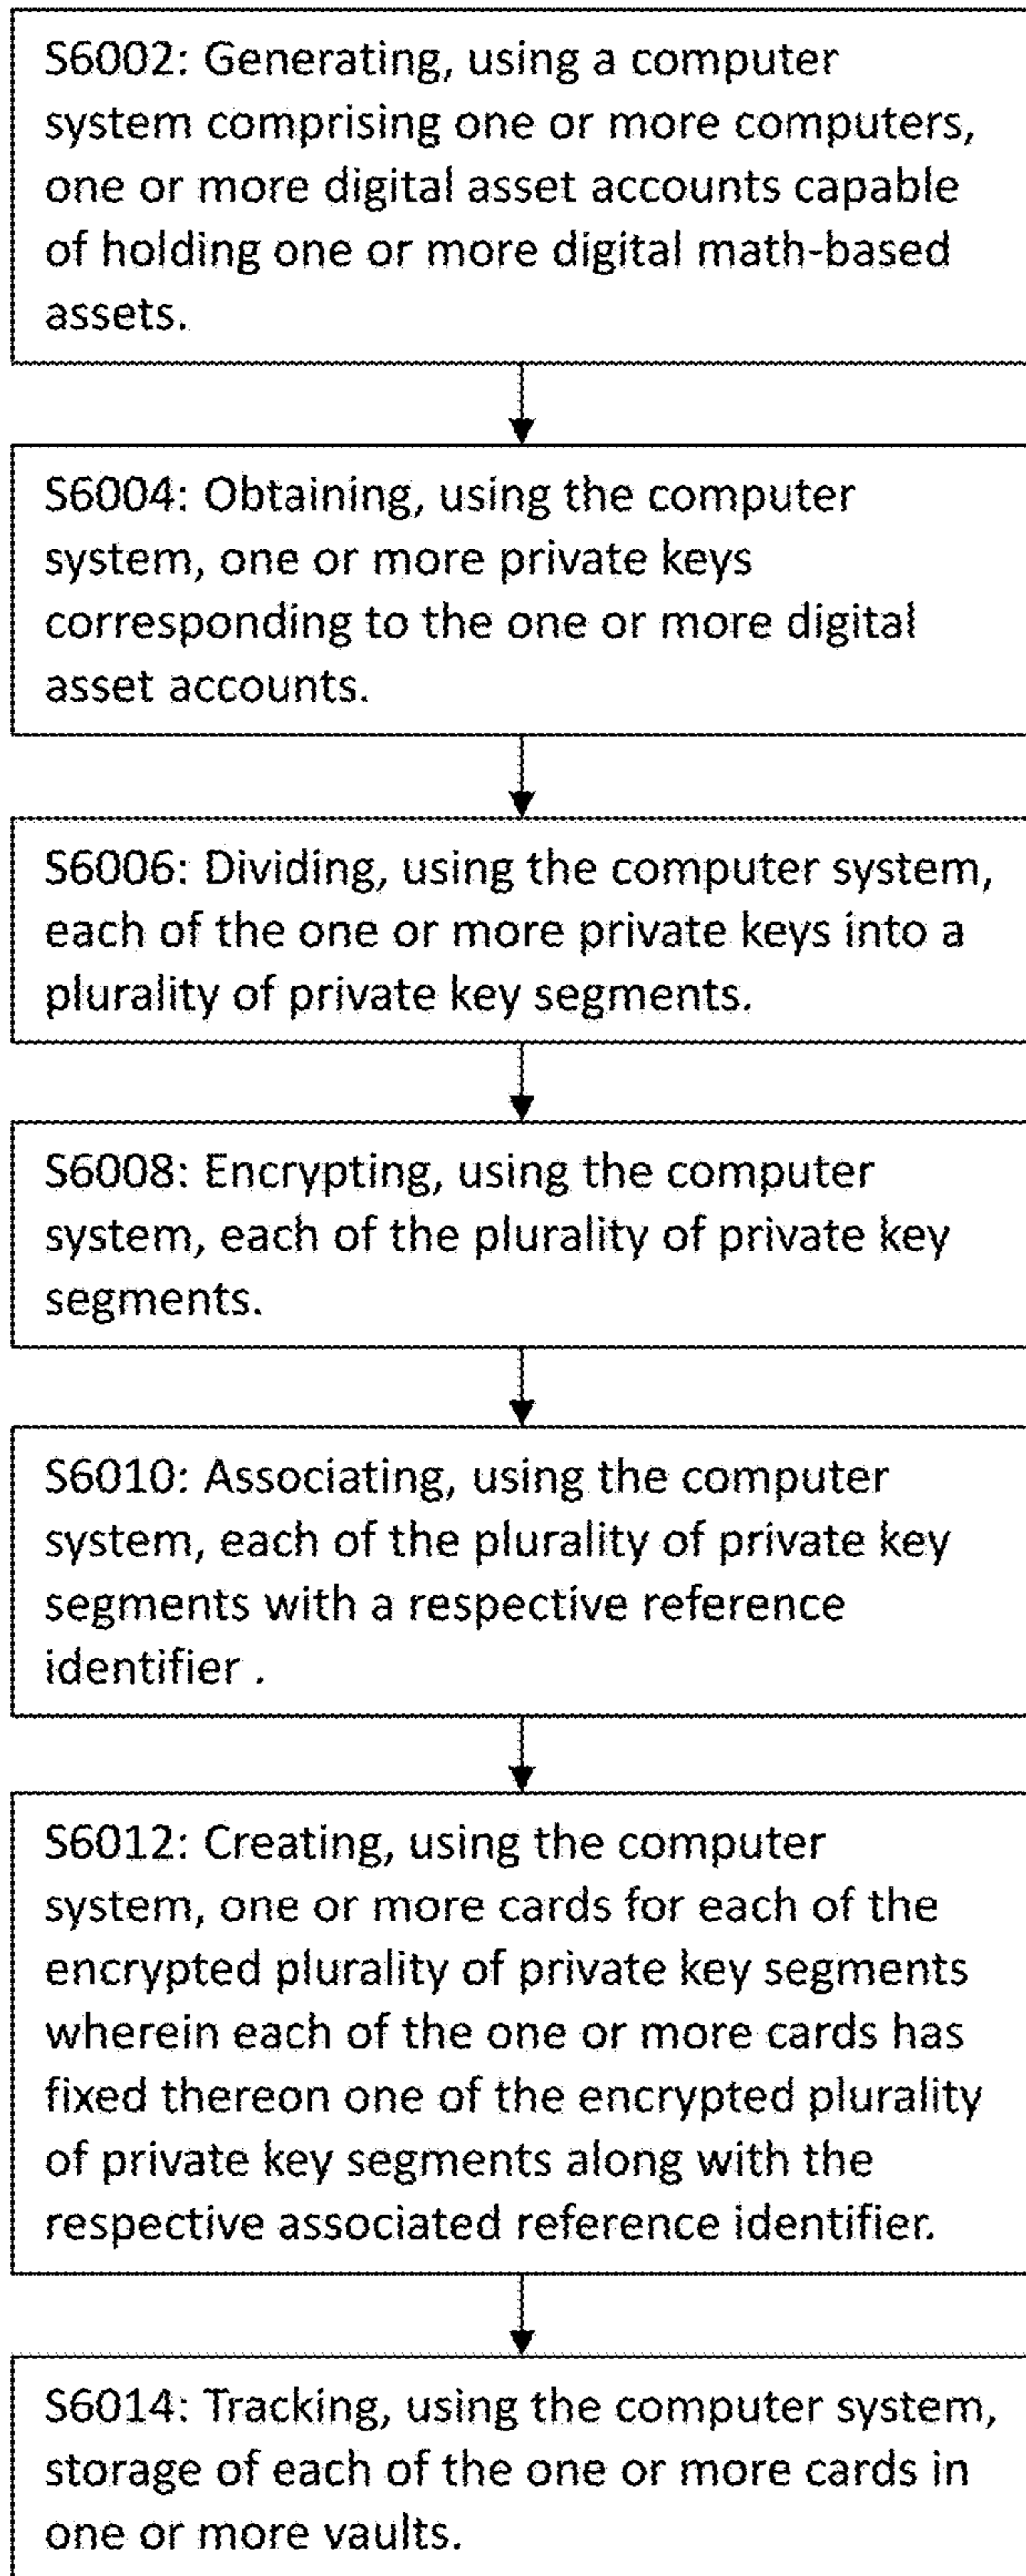 S6002: Generating, using a computer
system comprising one or more computers,
one or more digital asset accounts capable
of holding one or more digital math-based
assets.
S6004: Obtaining, using the computer
system, one or more private keys
corresponding to the one or more digital
asset accounts.
S6006: Dividing, using the computer system,
each of the one or more private keys into a
plurality of private key segments.
S6008: Encrypting, using the computer
system, each of the plurality of private key
segments.
S6010: Associating, using the computer
system, each of the plurality of private key
segments with a respective reference
identifier .
S6012: Creating, using the computer
system, one or more cards for each of the
encrypted plurality of private key segments
wherein each of the one or more cards has
fixed thereon one of the encrypted plurality
of private key segments along with the
respective associated reference identifier.
S6014: Tracking, using the computer system,
storage of each of the one or more cards in
one or more vaults.